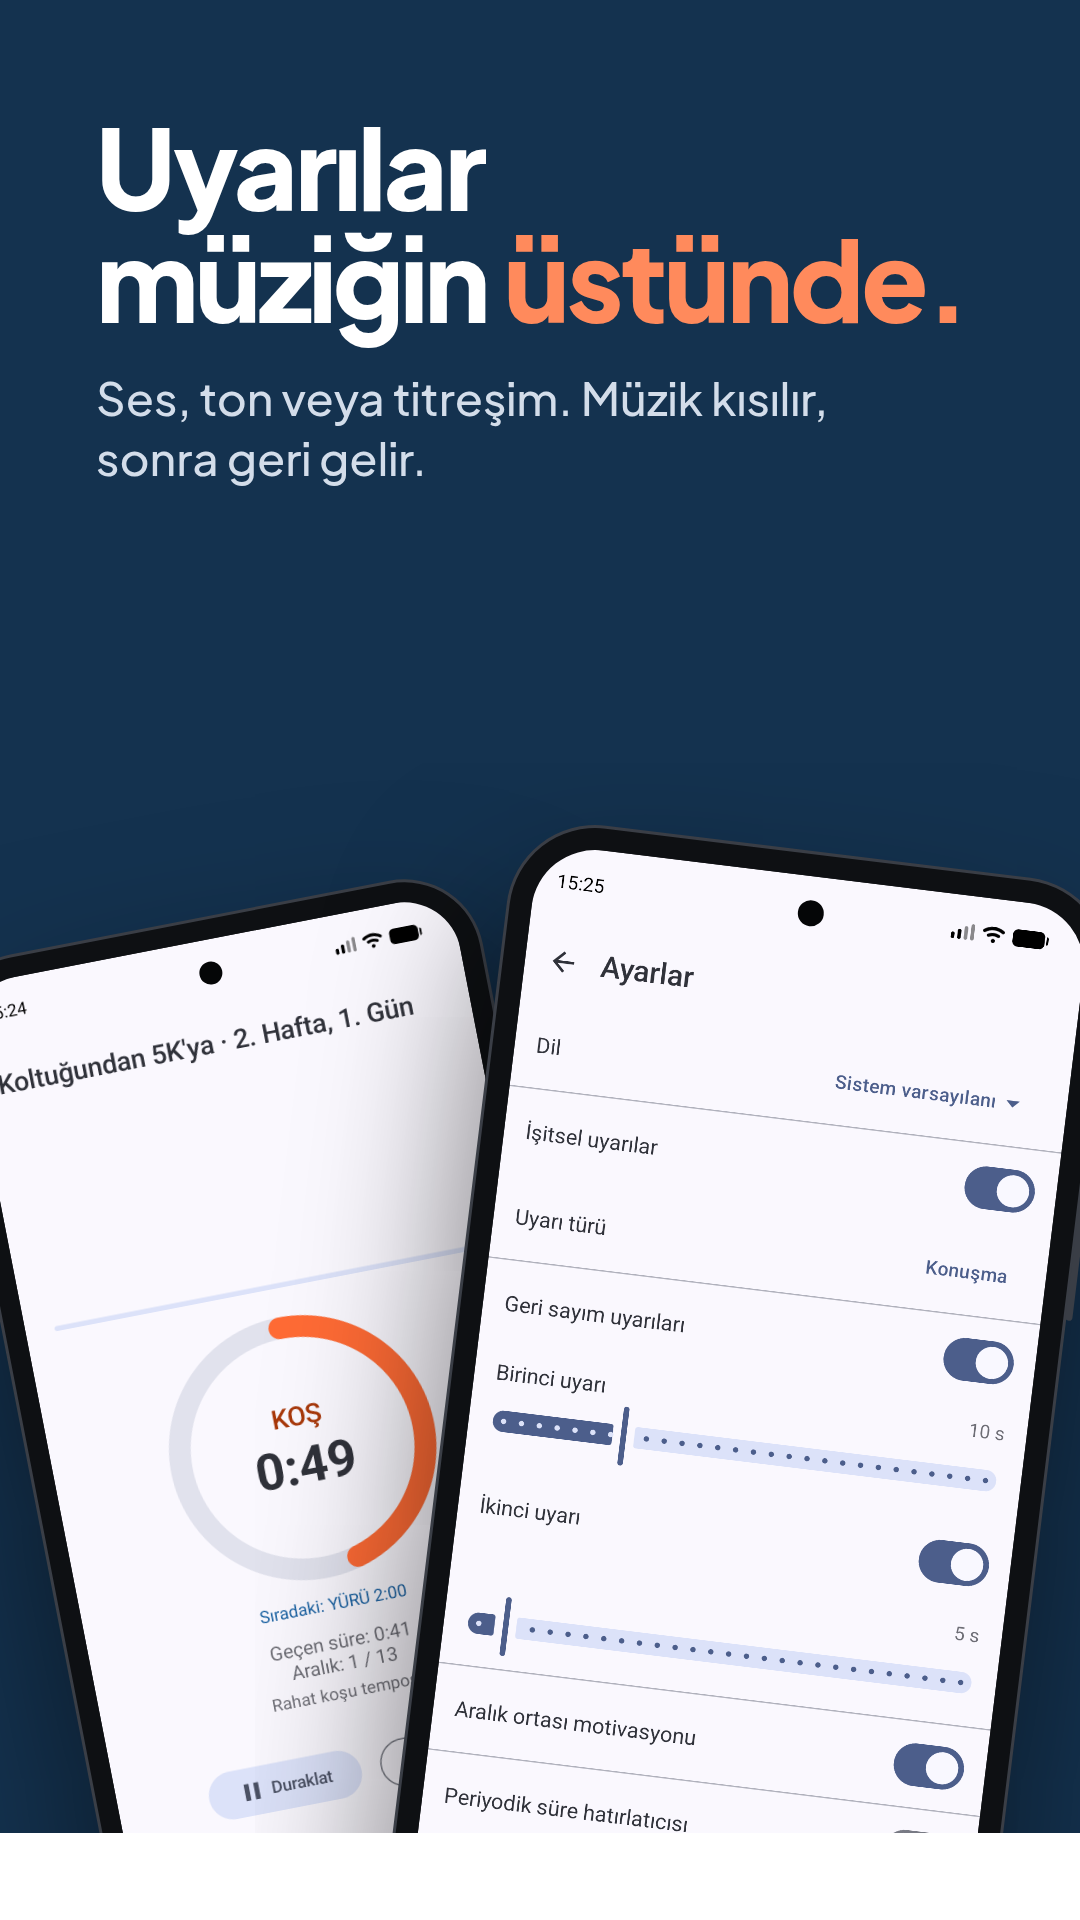 Uyarılar
müziğin üstünde.
Ses, ton veya titreşim. Müzik kısılır,
sonra geri gelir.
Koltuğundan 5K'ya · 2. Hafta, 1. Gün
KOŞ
0:49
Sıradaki: YÜRÜ 2:00
Geçen süre: 0:41
Aralık: 1 / 13
Rahat koşu
Duraklat
15:25
Ayarlar
Dil
Sistem varsayılanı
İşitsel uyarılar
Uyarı türü
Konuşma
Geri sayım uyarıları
Birinci uyarı
10 s
İkinci uyarı
5 s
Aralık ortası motivasyonu
Periyodik süre hatırlatıcısı